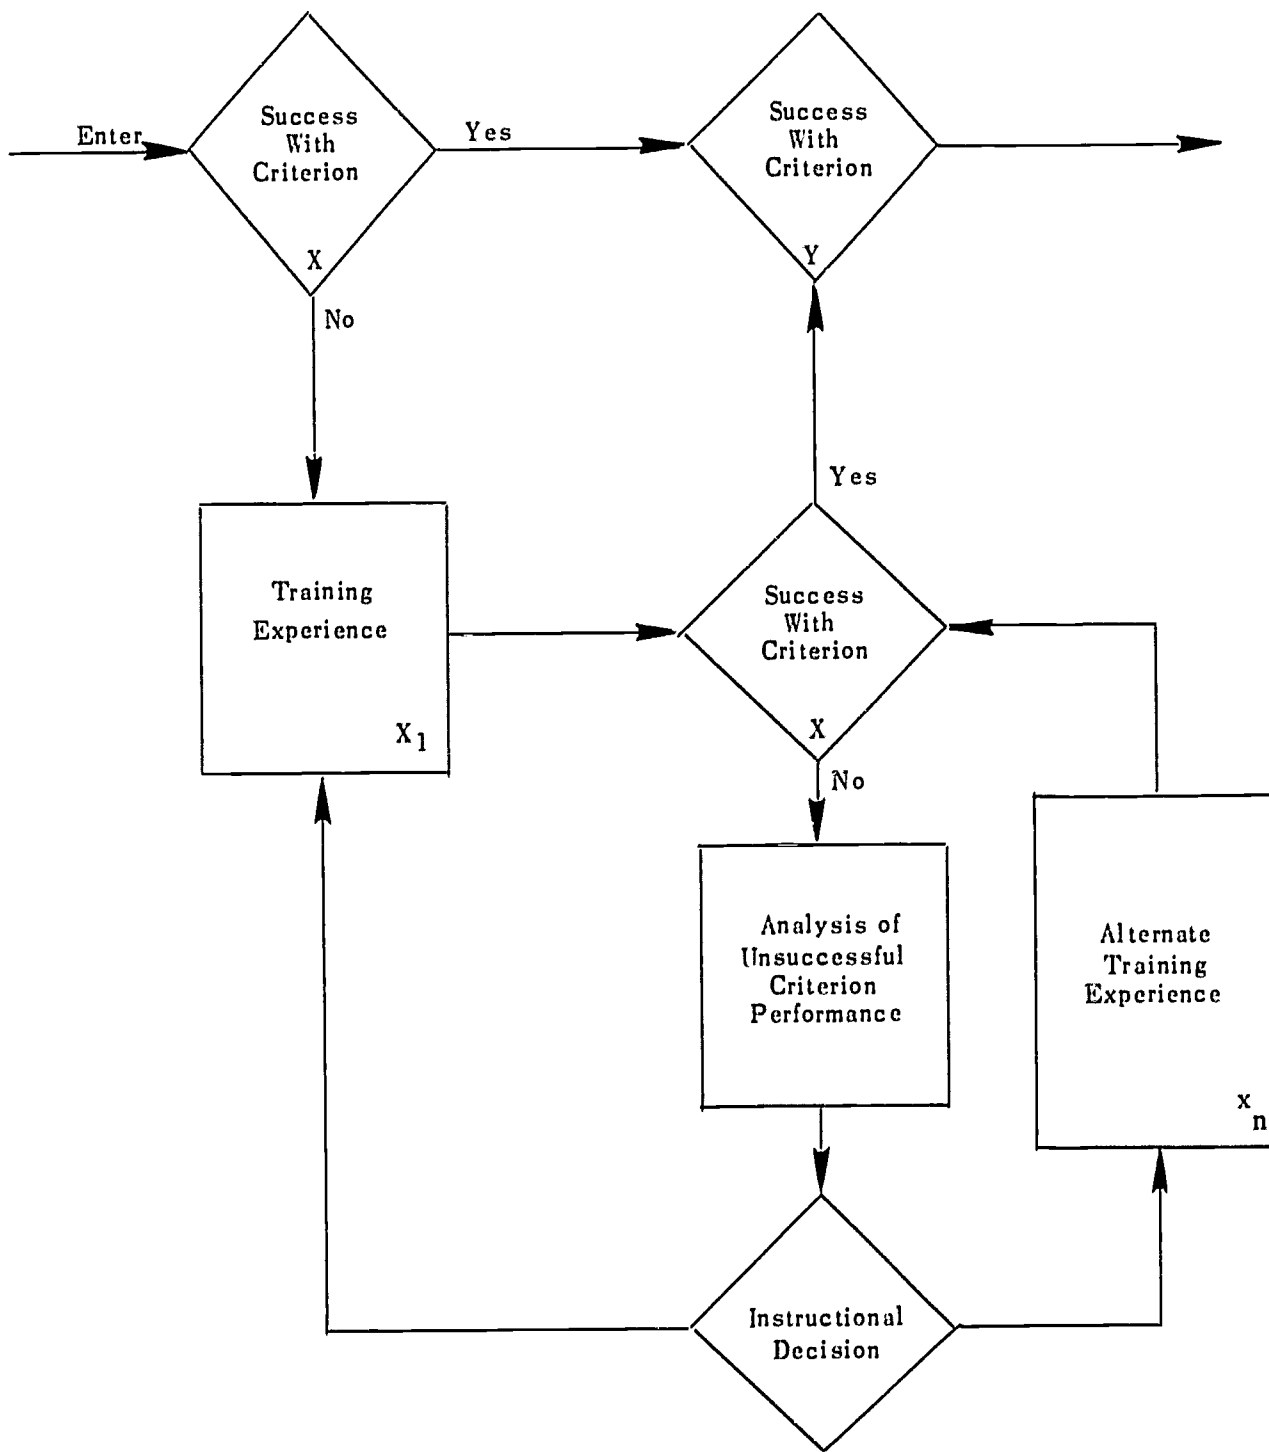 Enter
Success
With
Criterion
X
Yes
Success
With
Criterion
Y
No
Yes
Training
Experience
X1
Success
With
Criterion
X
No
Analysis of
Unsuccessful
Criterion
Performance
Alternate
Training
Experience
xn
Instructional
Decision